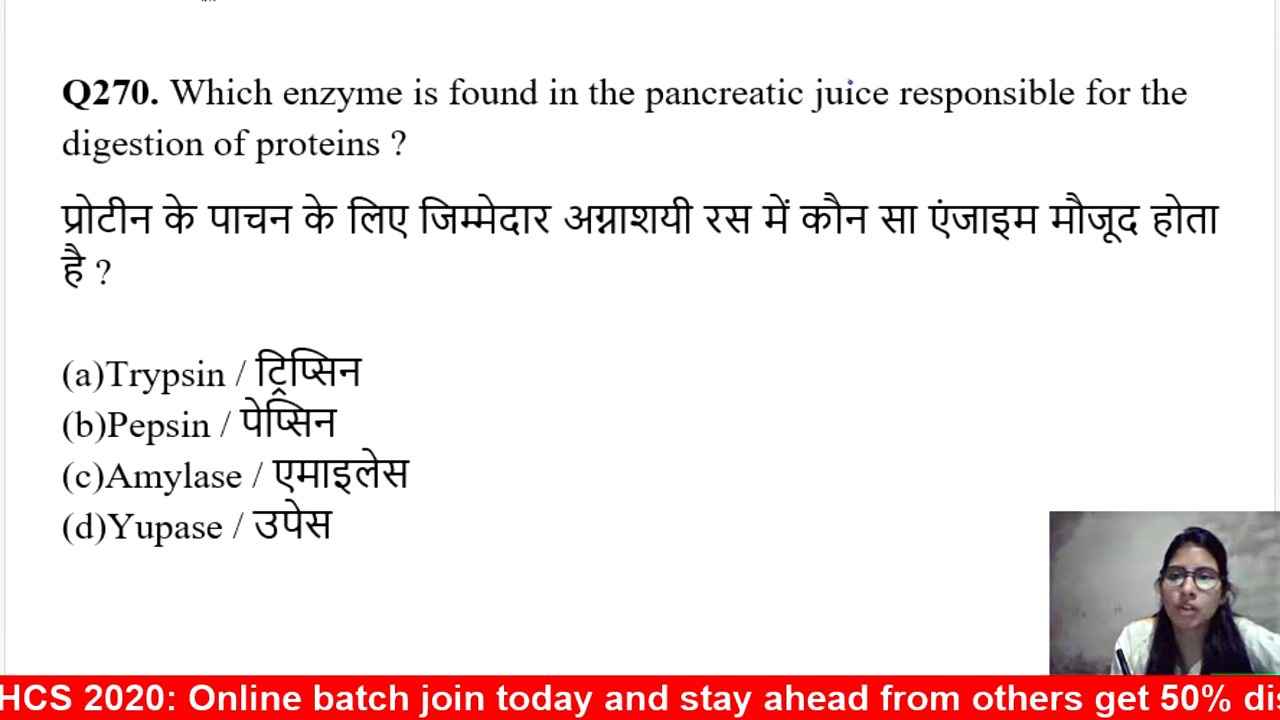 Q270. Which enzyme is found in the pancreatic juice responsible for the
digestion of proteins ?
प्रोटीन के पाचन के लिए जिम्मेदार अग्नाशयी रस में कौन सा एंजाइम मौजूद होता
है ?
(a)Trypsin / ट्रिप्सिन
(b)Pepsin / पेप्सिन
(c)Amylase / एमाइलेस
(d)Yupase / उपेस
HCS 2020: Online batch join today and stay ahead from others get 50% dis